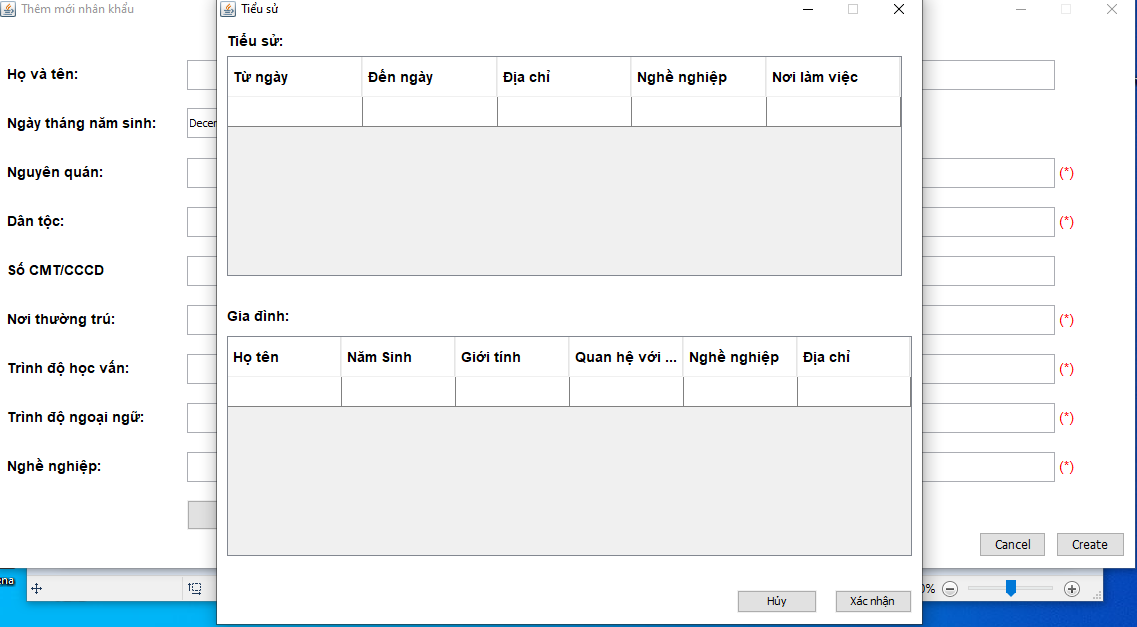 Thêm mới nhân khẩu
Tiểu sử
Họ và tên:
Ngày tháng năm sinh:
Decem
Nguyên quán:
(*)
Dân tộc:
(*)
Số CMT/CCCD
Nơi thường trú:
(*)
Trình độ học vấn:
(*)
Trình độ ngoại ngữ:
(*)
Nghề nghiệp:
(*)
Cancel
Create
Tiểu sử:
Từ ngày
Đến ngày
Địa chỉ
Nghề nghiệp
Nơi làm việc
Gia đình:
Họ tên
Năm Sinh
Giới tính
Quan hệ với ...
Nghề nghiệp
Địa chỉ
Hủy
Xác nhận
ena
0%